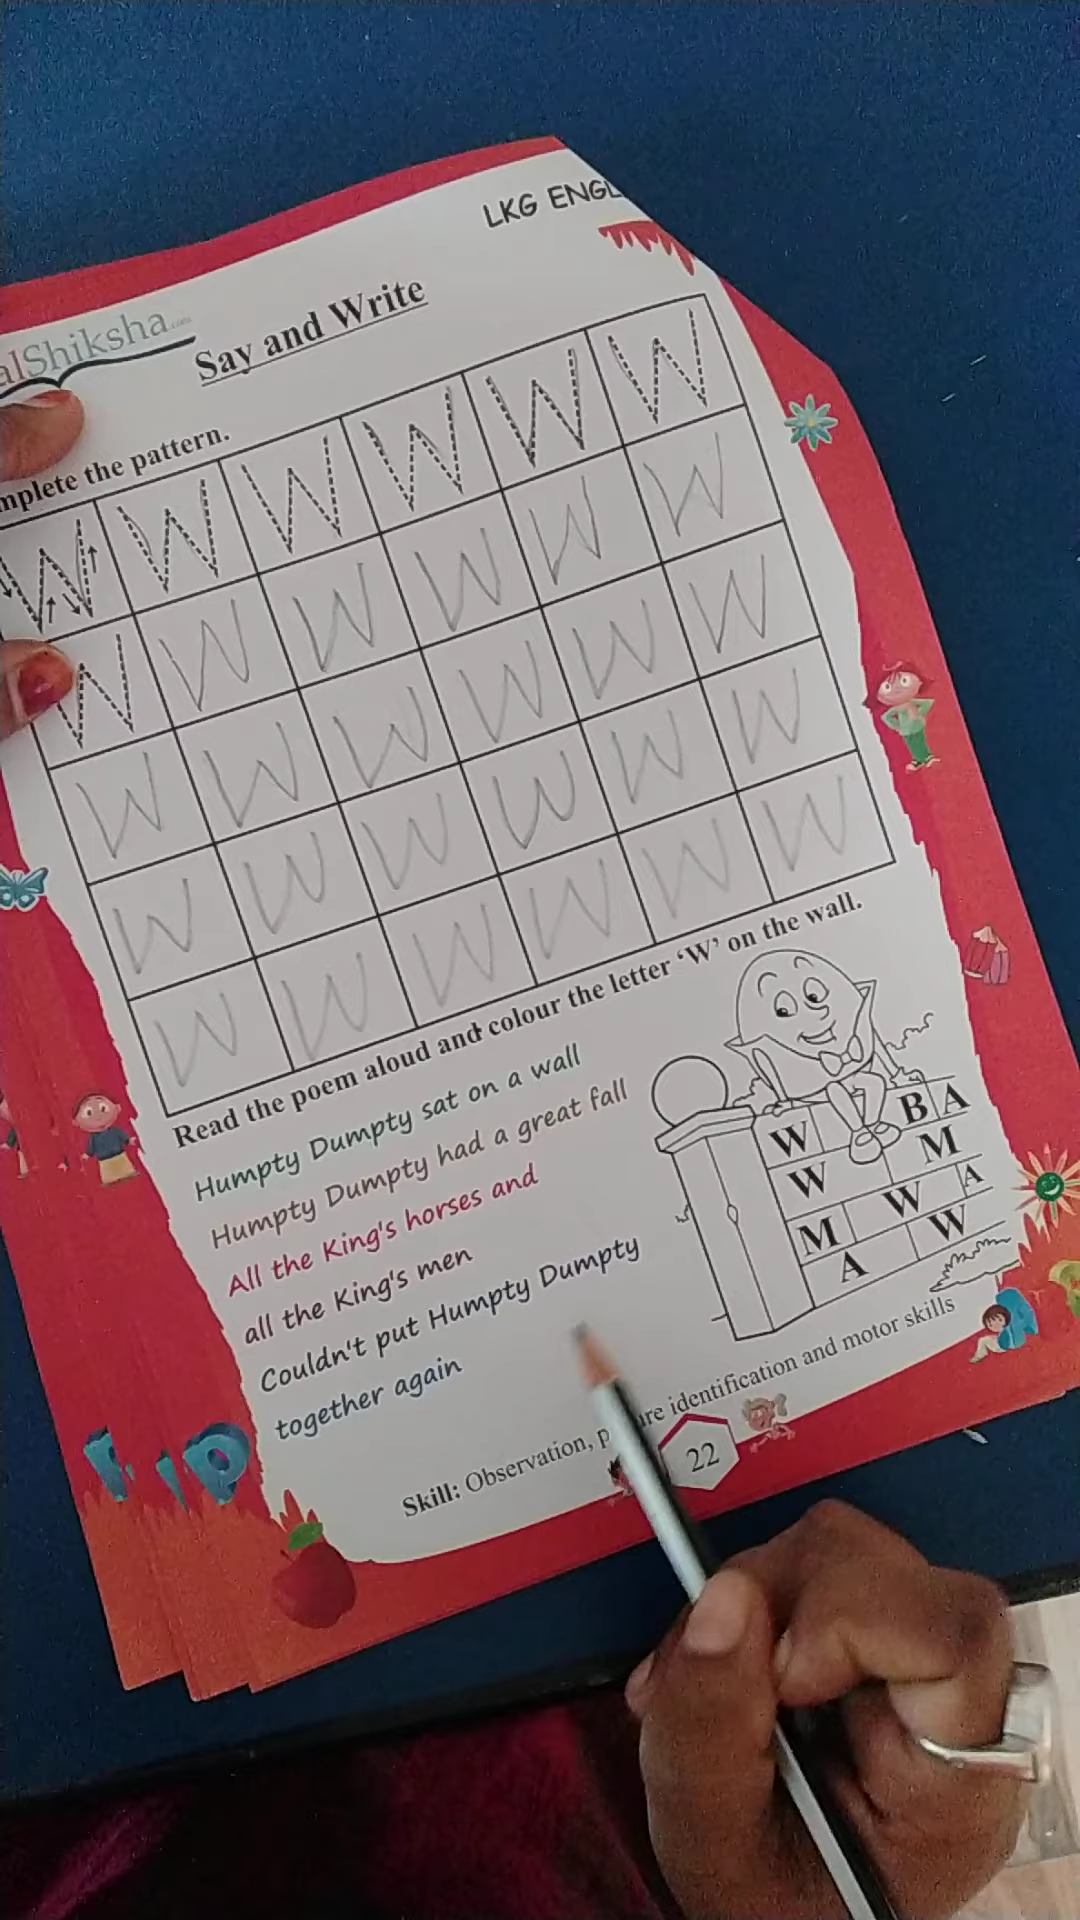 LKG ENGL
alShiksha.com
Say and Write
mplete the pattern.
W W W W W W
W W W W W W
W W W W W W
W W W W W W
W W W W W W
Read the poem aloud and colour the letter ‘W’ on the wall.
Humpty Dumpty sat on a wall
Humpty Dumpty had a great fall
All the King's horses and
all the King's men
Couldn't put Humpty Dumpty
together again
W B A
W M
M W A
A W
Skill: Observation, p ure identification and motor skills
22